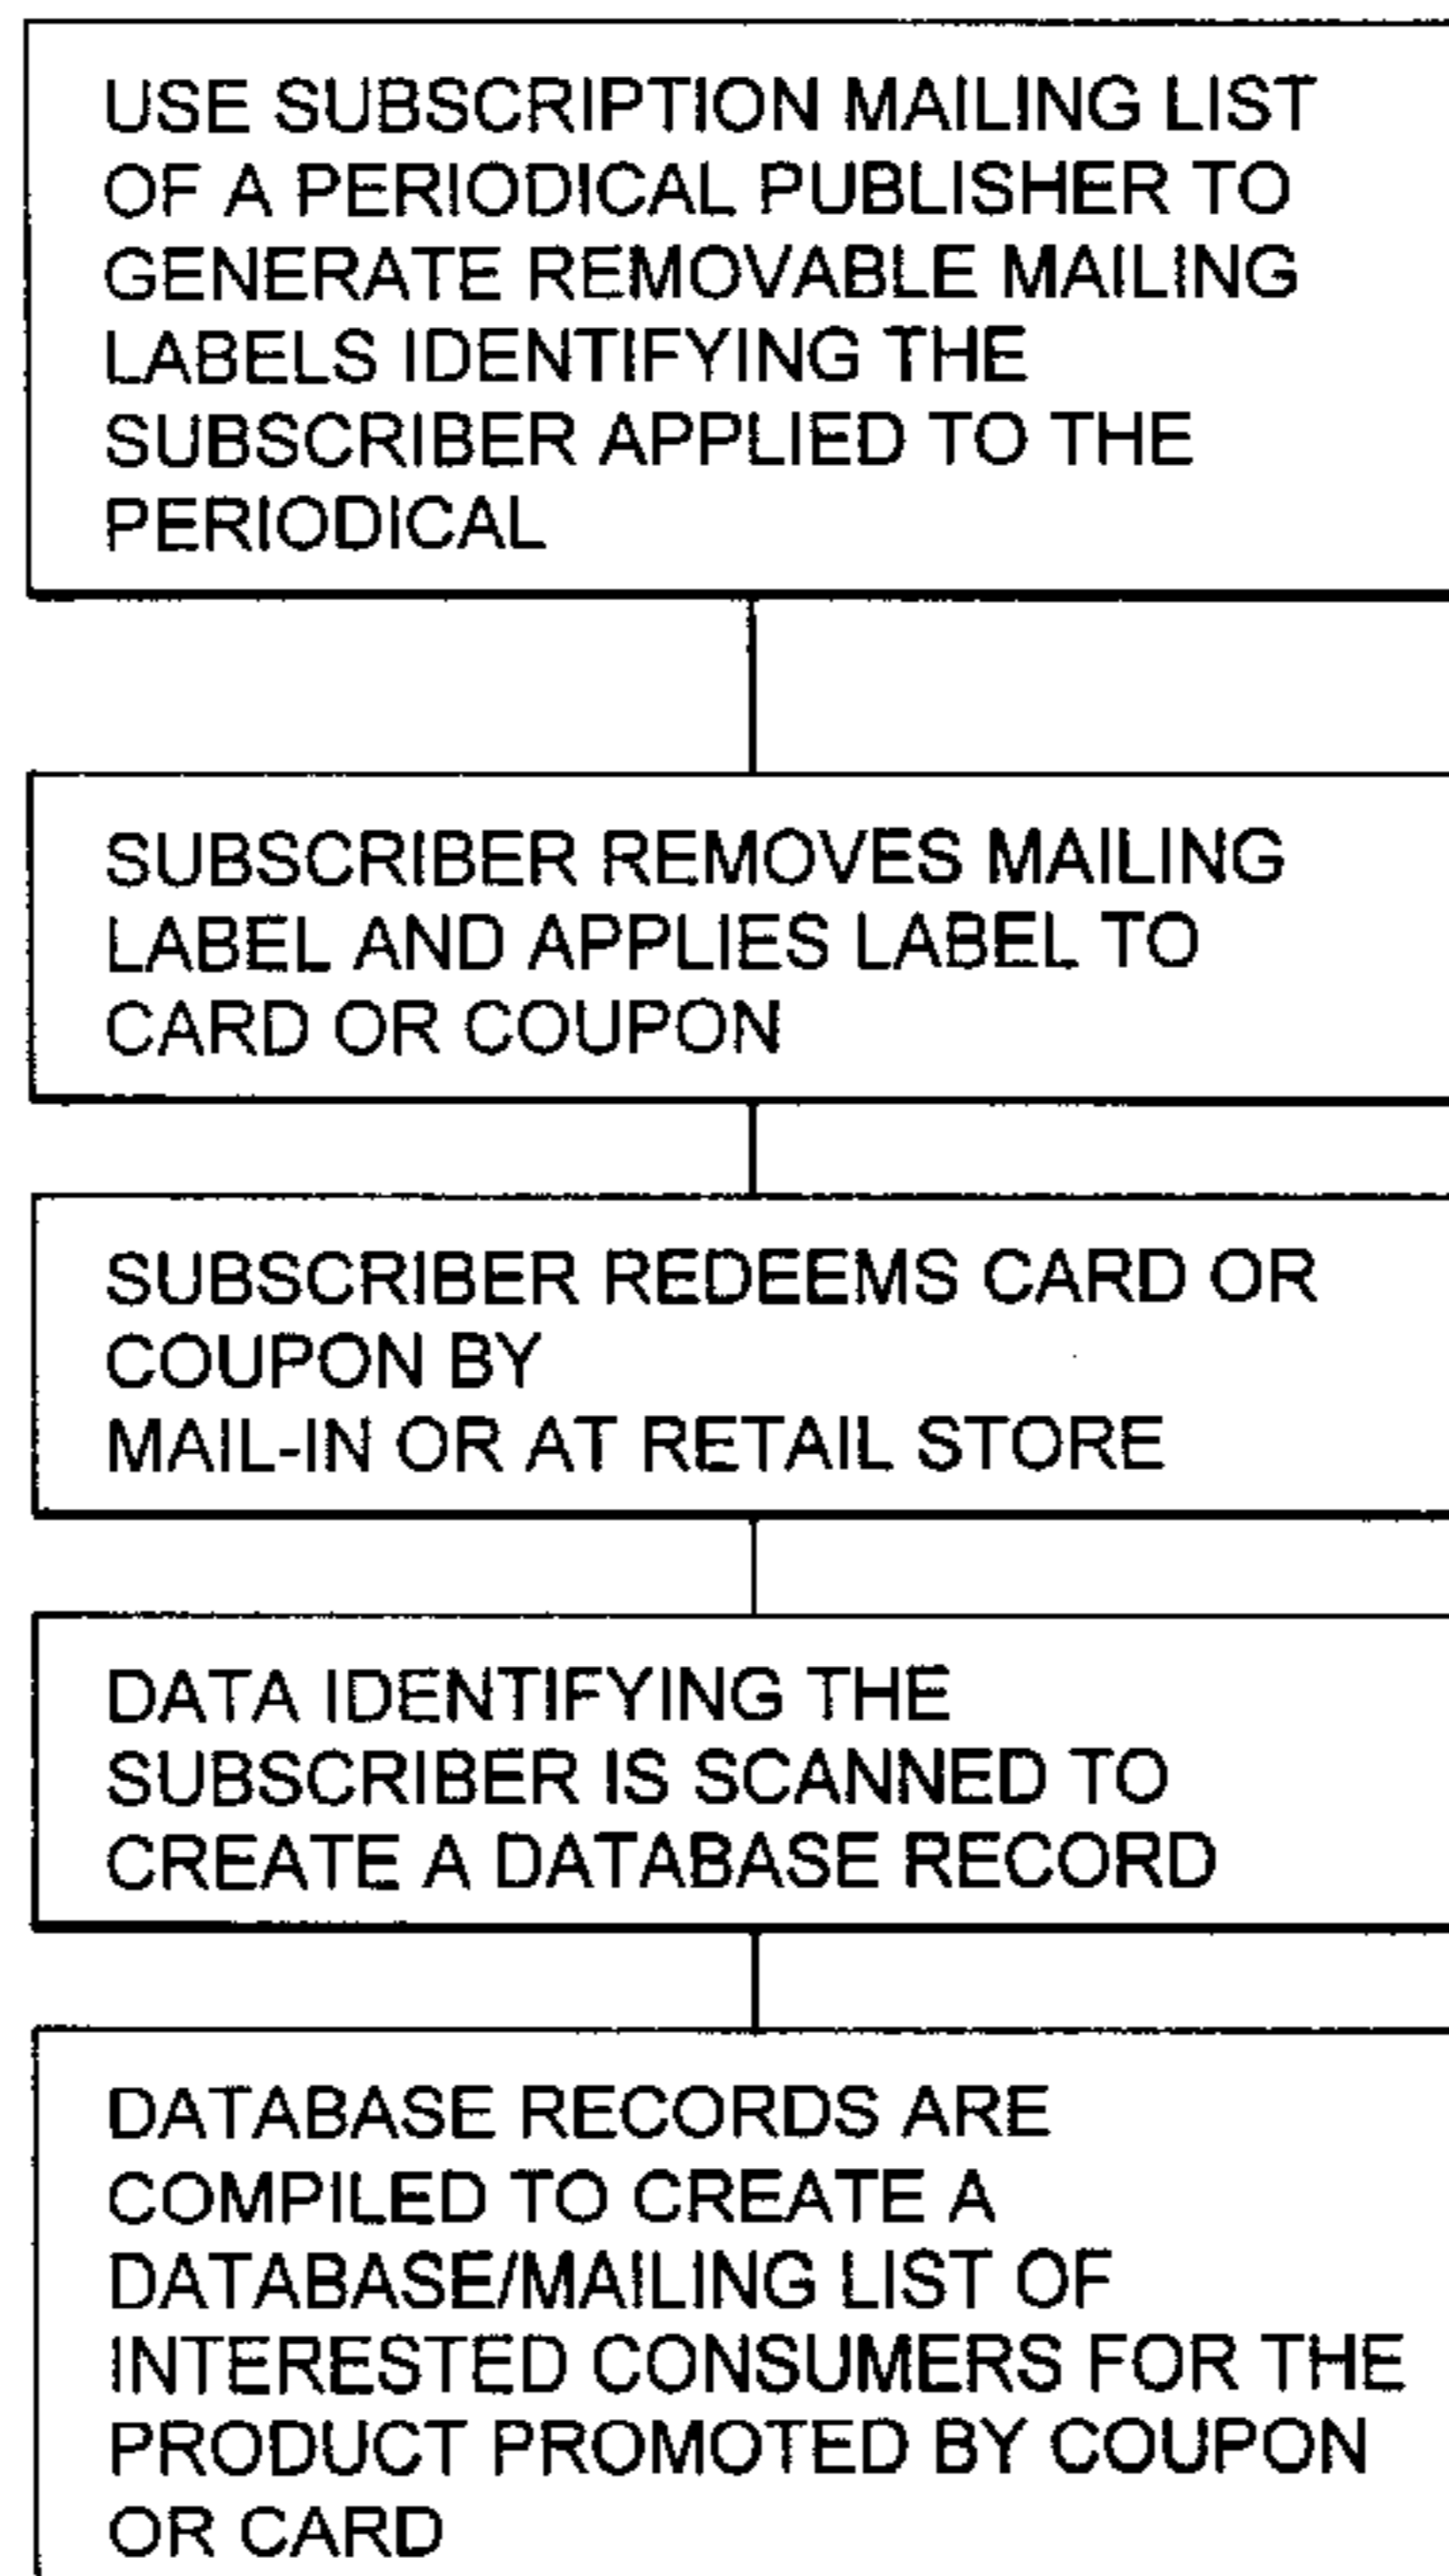 USE SUBSCRIPTION MAILING LIST
OF A PERIODICAL PUBLISHER TO
GENERATE REMOVABLE MAILING
LABELS IDENTIFYING THE
SUBSCRIBER APPLIED TO THE
PERIODICAL
SUBSCRIBER REMOVES MAILING
LABEL AND APPLIES LABEL TO
CARD OR COUPON
SUBSCRIBER REDEEMS CARD OR
COUPON BY
MAIL-IN OR AT RETAIL STORE
DATA IDENTIFYING THE
SUBSCRIBER IS SCANNED TO
CREATE A DATABASE RECORD
DATABASE RECORDS ARE
COMPILED TO CREATE A
DATABASE/MAILING LIST OF
INTERESTED CONSUMERS FOR THE
PRODUCT PROMOTED BY COUPON
OR CARD